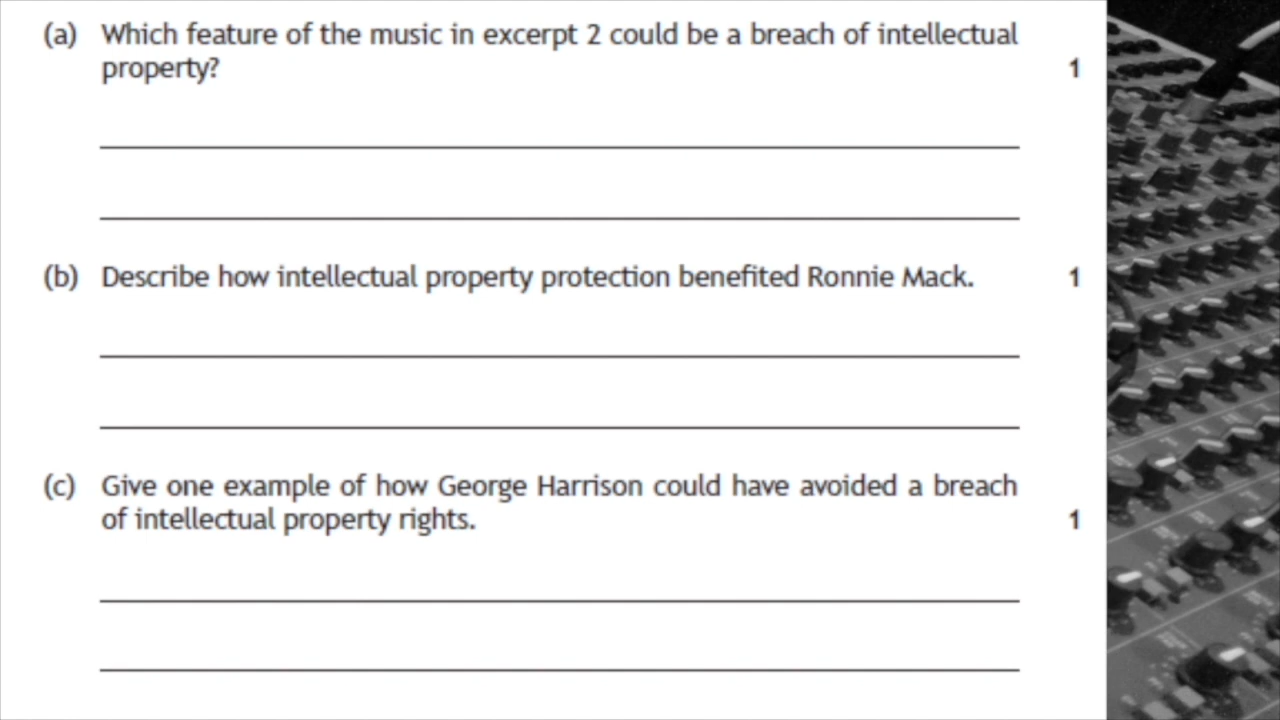 (a) Which feature of the music in excerpt 2 could be a breach of intellectual
property? 1
(b) Describe how intellectual property protection benefited Ronnie Mack. 1
(c) Give one example of how George Harrison could have avoided a breach
of intellectual property rights. 1